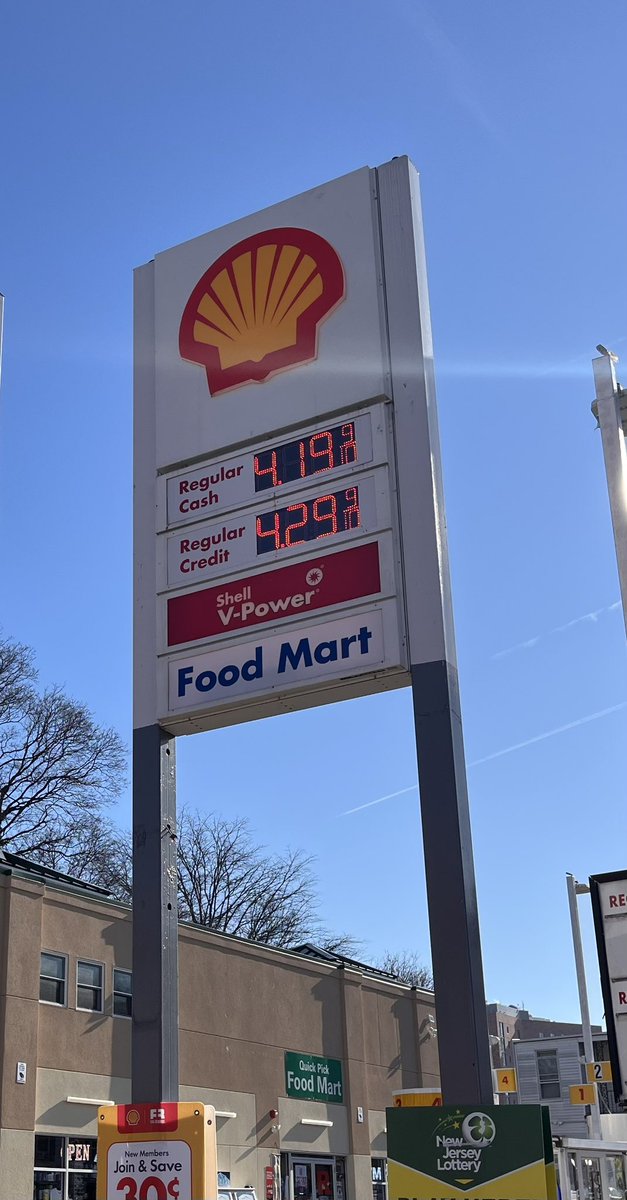 Regular
Cash
4.19 9/10
Regular
Credit
4.29 9/10
Shell
V-Power
Food Mart
Quick Pick
Food Mart
4
2
1
New Members
Join & Save
30¢
OPEN
New
Jersey
Lottery